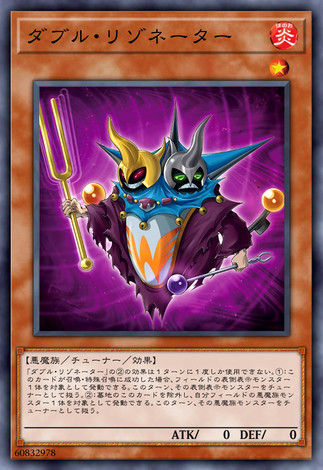 ダブル・リゾネーター
炎
【悪魔族／チューナー／効果】
「ダブル・リゾネーター」の②の効果は１ターンに１度しか使用できない。①：こ
のカードが召喚・特殊召喚に成功した場合、フィールドの表側表示モンスター
１体を対象として発動できる。このターン、その表側表示モンスターをチュー
ナーとして扱う。②：墓地のこのカードを除外し、自分フィールドの悪魔族モン
スター１体を対象として発動できる。このターン、その悪魔族モンスターをチ
ューナーとして扱う。
ATK/ 0 DEF/ 0
60832978